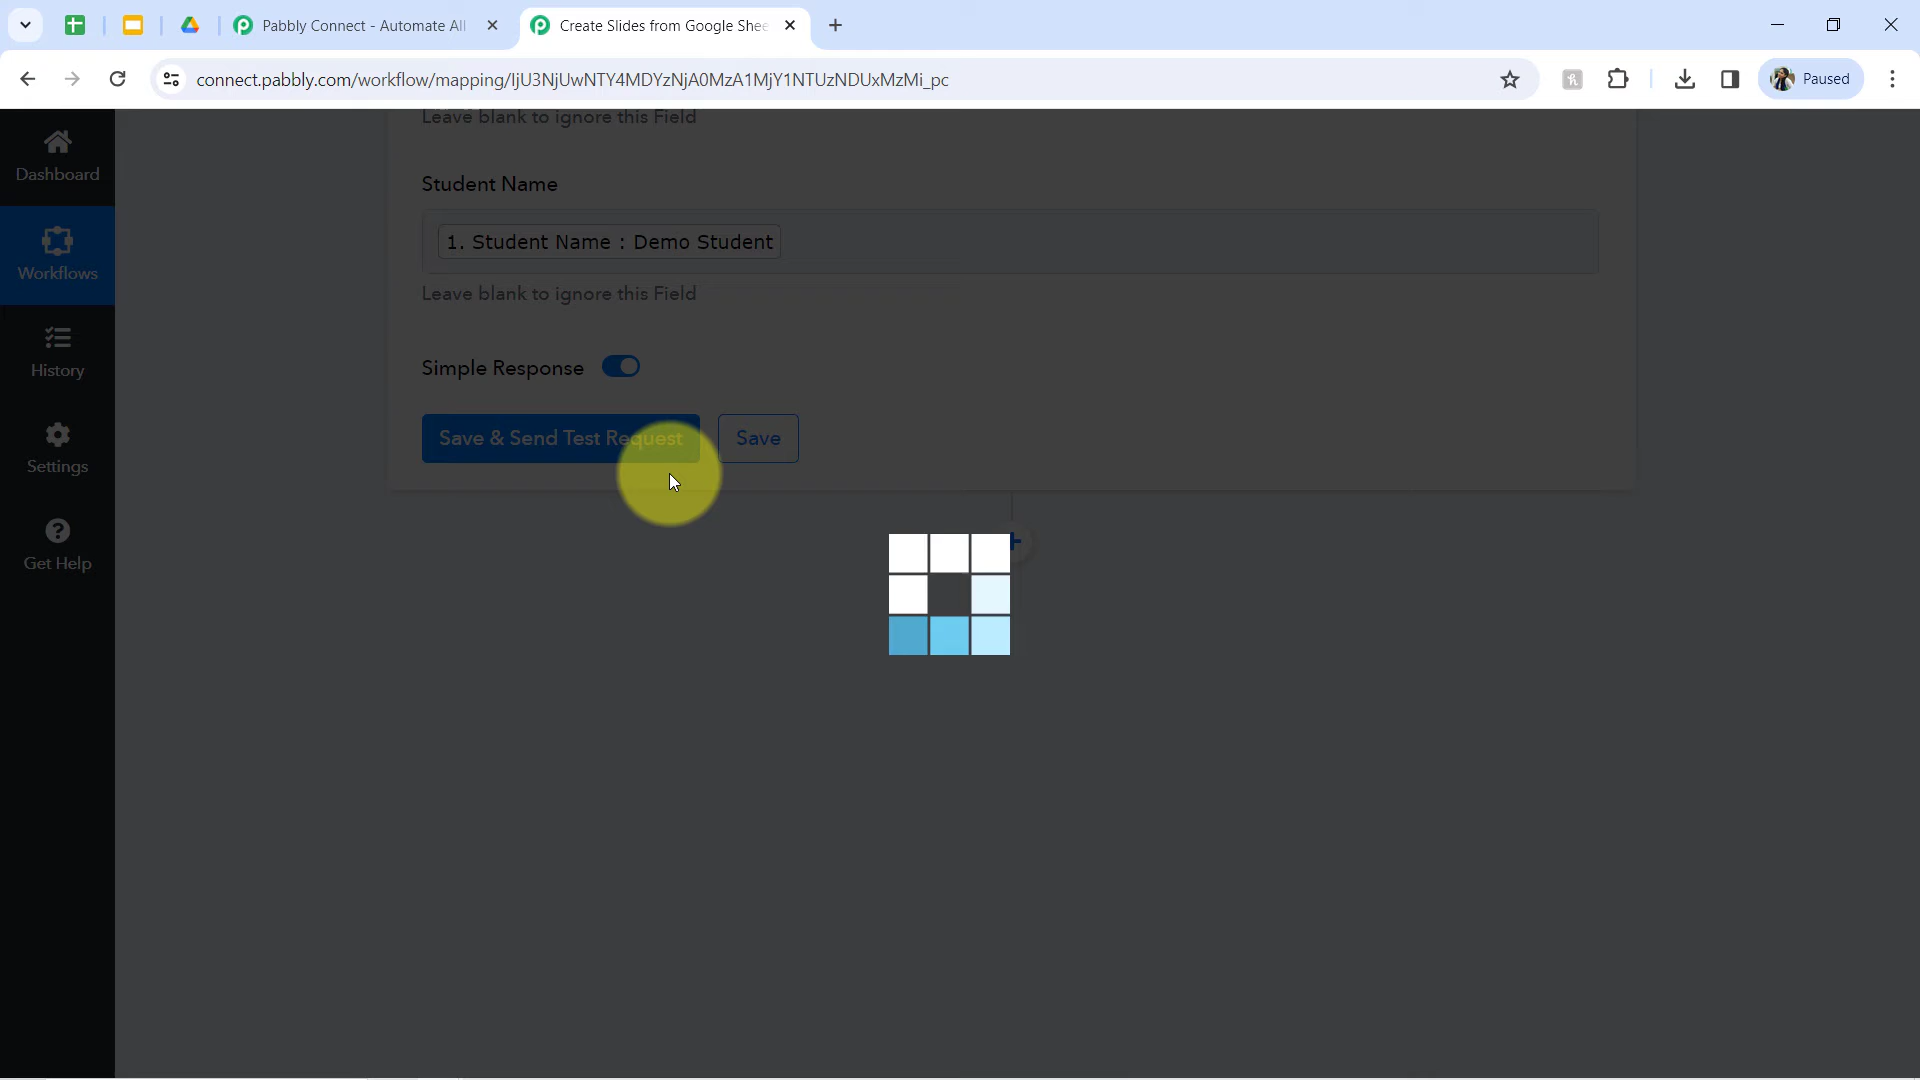 Pabbly Connect - Automate All
Create Slides from Google Shee
connect.pabbly.com/workflow/mapping/IjU3NjUwNTY4MDYzNjA0MzA1MjY1NTUzNDUxMzMi_pc
Paused
Leave blank to ignore this Field
Dashboard
Student Name
1. Student Name : Demo Student
Workflows
Leave blank to ignore this Field
History
Simple Response
Save & Send Test Request
Save
Settings
Get Help